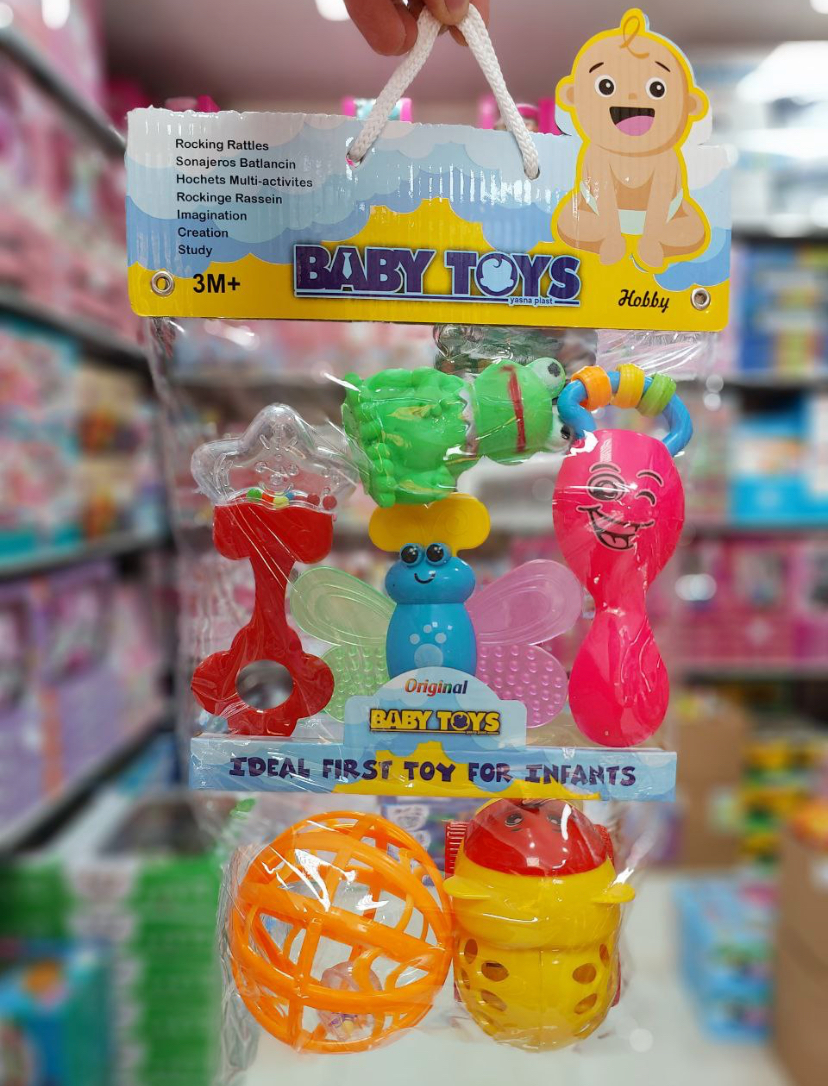 Rocking Rattles
Sonajeros Batlancin
Hochets Multi-activites
Rockinge Rassein
Imagination
Creation
Study
3M+
BABY TOYS
yasna plast
Hobby
Original
BABY TOYS
IDEAL FIRST TOY FOR INFANTS